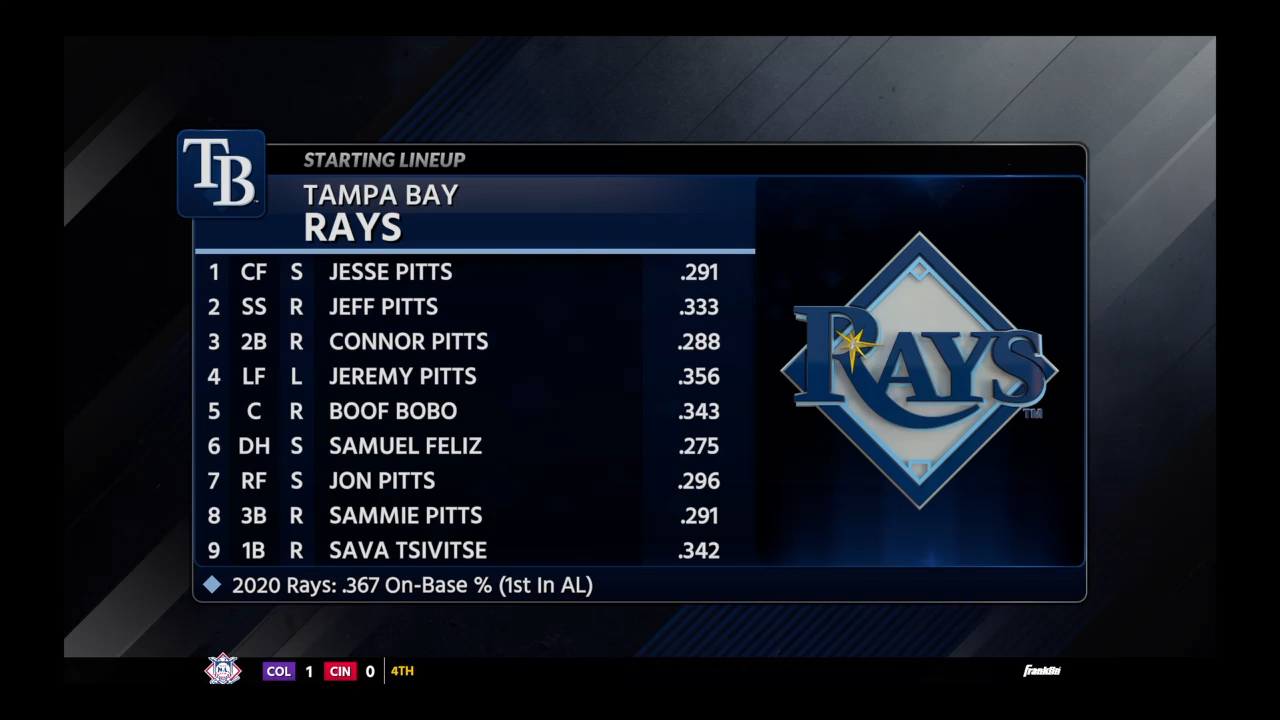 TB
STARTING LINEUP
TAMPA BAY
RAYS
1 CF S JESSE PITTS .291
2 SS R JEFF PITTS .333
3 2B R CONNOR PITTS .288
4 LF L JEREMY PITTS .356
5 C R BOOF BOBO .343
6 DH S SAMUEL FELIZ .275
7 RF S JON PITTS .296
8 3B R SAMMIE PITTS .291
9 1B R SAVA TSIVITSE .342
RAYS TM
2020 Rays: .367 On-Base % (1st In AL)
COL 1 CIN 0 4TH
franklin